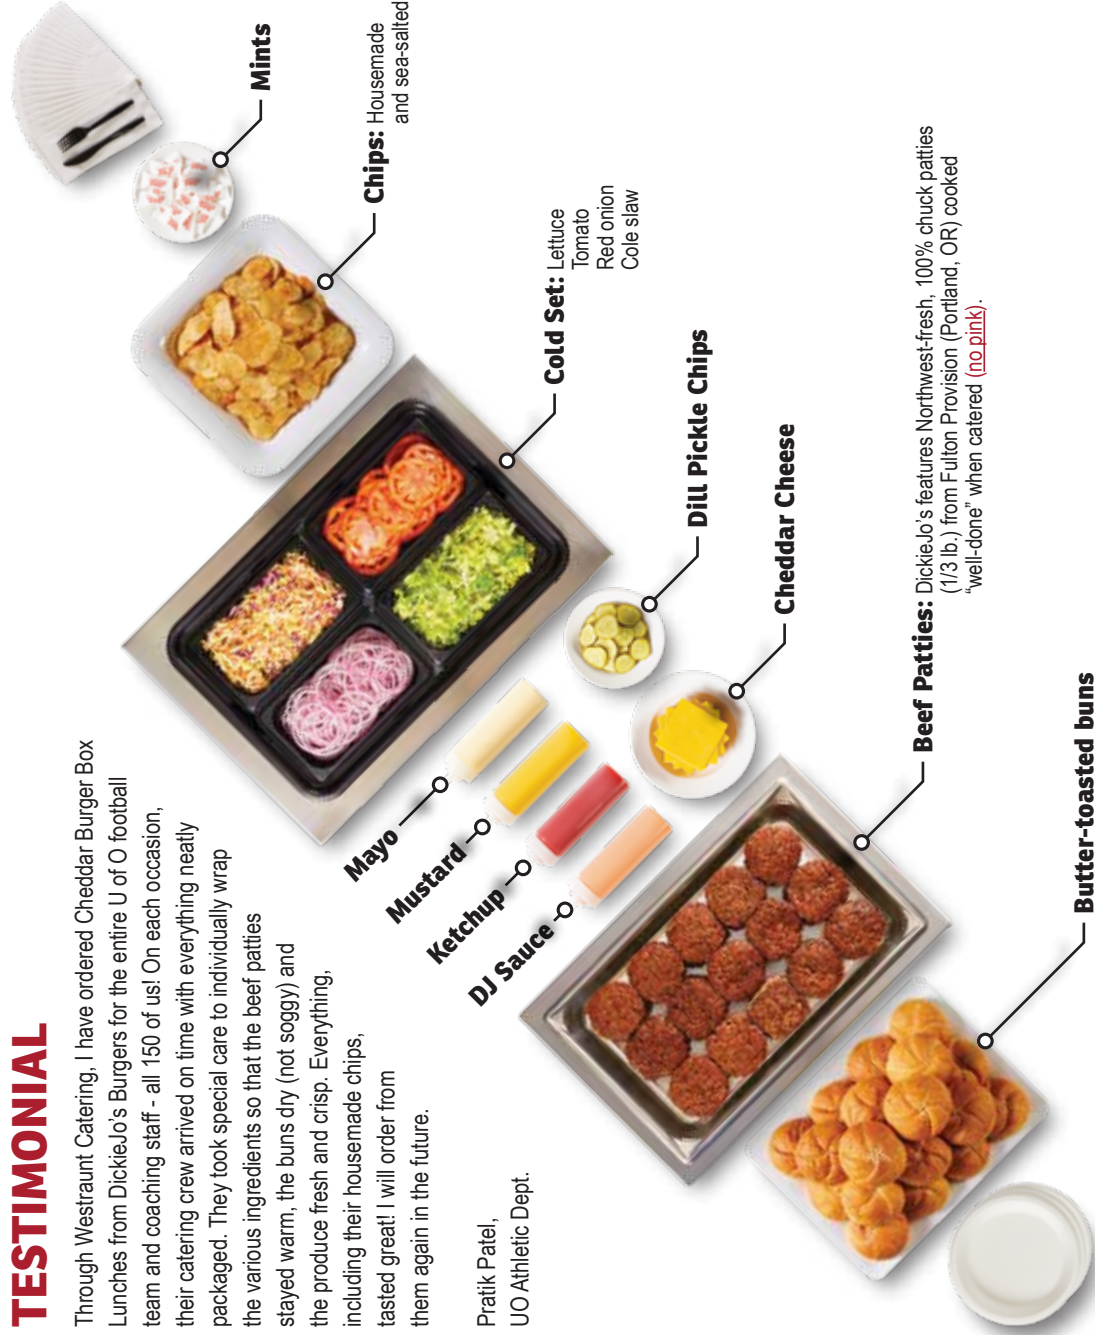 TESTIMONIAL
Through Westraunt Catering, I have ordered Cheddar Burger Box
Lunches from DickieJo's Burgers for the entire U of O football
team and coaching staff - all 150 of us! On each occasion,
their catering crew arrived on time with everything neatly
packaged. They took special care to individually wrap
the various ingredients so that the beef patties
stayed warm, the buns dry (not soggy) and
the produce fresh and crisp. Everything,
including their housemade chips,
tasted great! I will order from
them again in the future.
Pratik Patel,
UO Athletic Dept.
Mints
Chips: Housemade
and sea-salted
Cold Set: Lettuce
Tomato
Red onion
Cole slaw
Mayo
Mustard
Ketchup
DJ Sauce
Dill Pickle Chips
Cheddar Cheese
Beef Patties: DickieJo's features Northwest-fresh, 100% chuck patties
(1/3 lb.) from Fulton Provision (Portland, OR) cooked
“well-done” when catered (no pink).
Butter-toasted buns